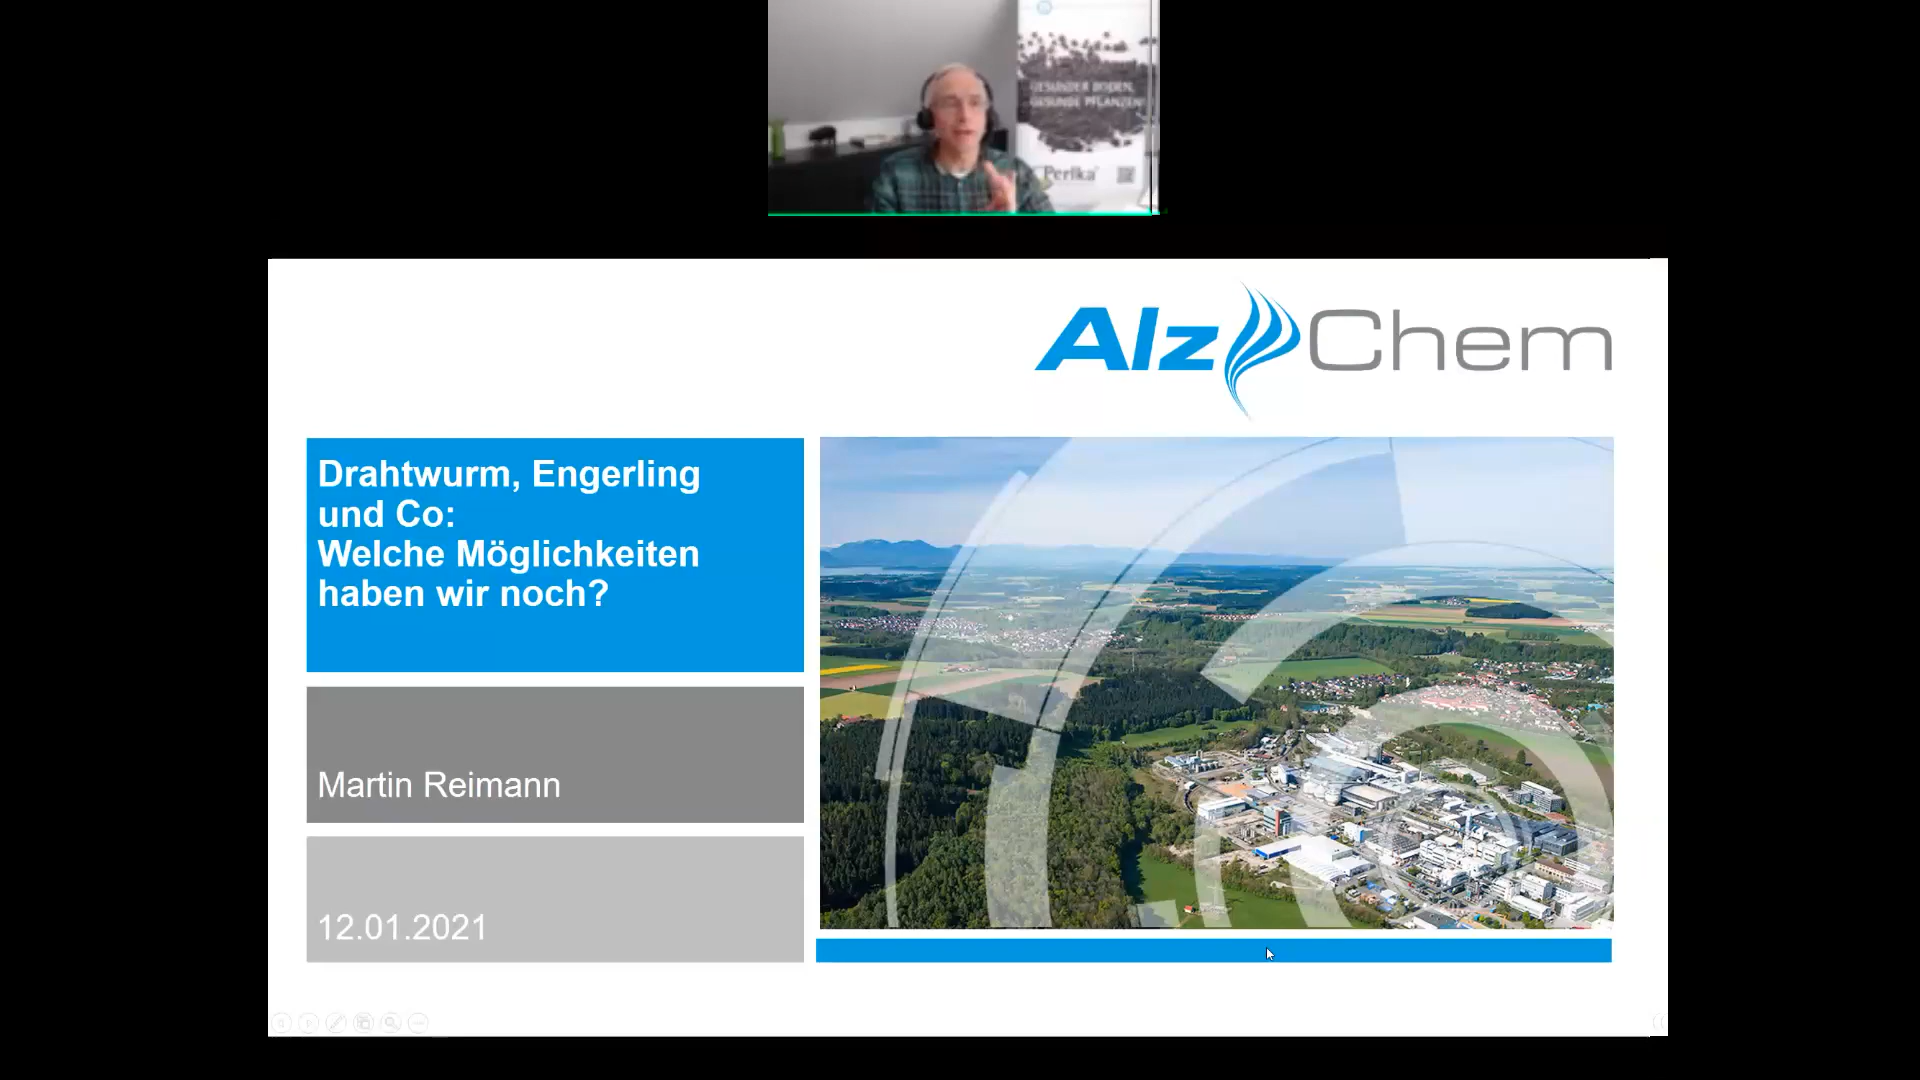 GESUNDER BODEN,
GESUNDE PFLANZEN!
Perlka®
AlzChem
Drahtwurm, Engerling
und Co:
Welche Möglichkeiten
haben wir noch?
Martin Reimann
12.01.2021